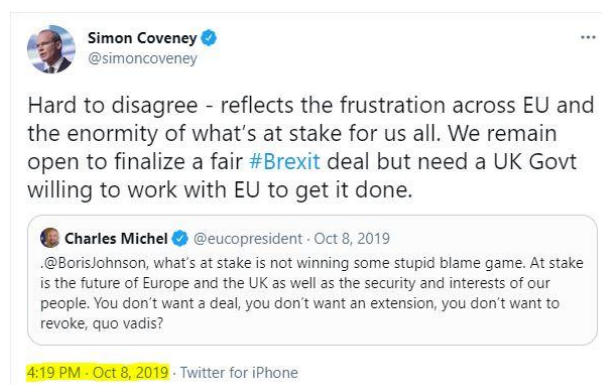 Simon Coveney
@simoncoveney
Hard to disagree - reflects the frustration across EU and
the enormity of what's at stake for us all. We remain
open to finalize a fair #Brexit deal but need a UK Govt
willing to work with EU to get it done.
Charles Michel @eucopresident · Oct 8, 2019
.@BorisJohnson, what's at stake is not winning some stupid blame game. At stake
is the future of Europe and the UK as well as the security and interests of our
people. You don't want a deal, you don't want an extension, you don't want to
revoke, quo vadis?
4:19 PM · Oct 8, 2019 · Twitter for iPhone